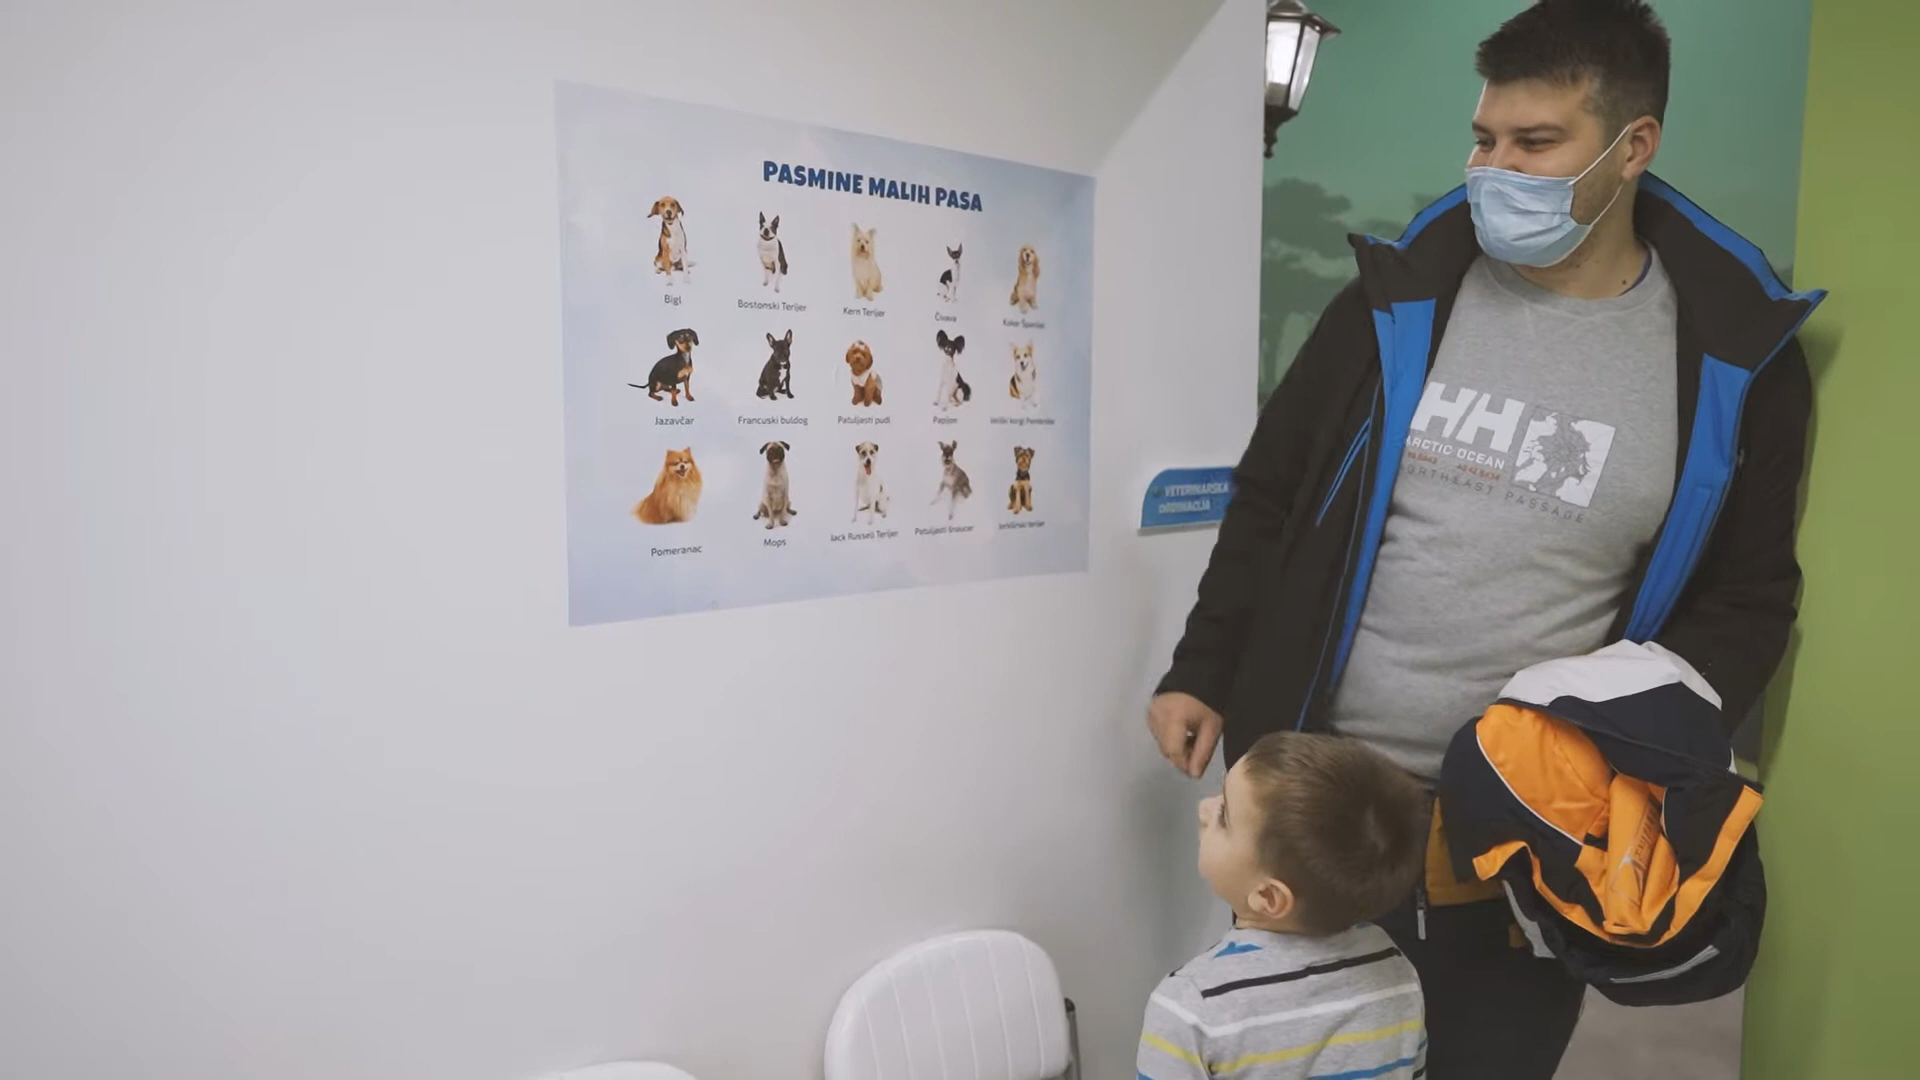 PASMINE MALIH PASA
Bigl
Bostonski Terijer
Kern Terijer
Čivava
Koker Španijel
Jazavčar
Francuski buldog
Patuljasti pudl
Papijon
Velški korgi Pembroke
Pomeranac
Mops
Jack Russell Terijer
Patuljasti šnaucer
Jorkširski terijer
VETERINARSKA
ORDINACIJA
HH
ARCTIC OCEAN
NORTHEAST PASSAGE